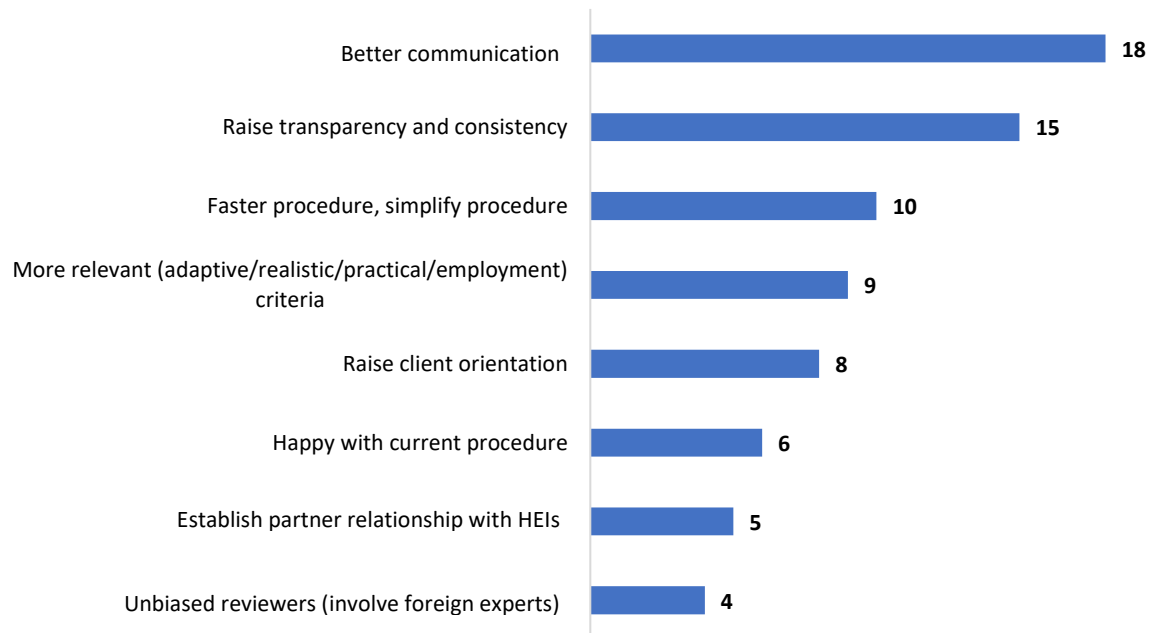 Better communication
18
Raise transparency and consistency
15
Faster procedure, simplify procedure
10
More relevant (adaptive/realistic/practical/employment)
criteria
9
Raise client orientation
8
Happy with current procedure
6
Establish partner relationship with HEIs
5
Unbiased reviewers (involve foreign experts)
4